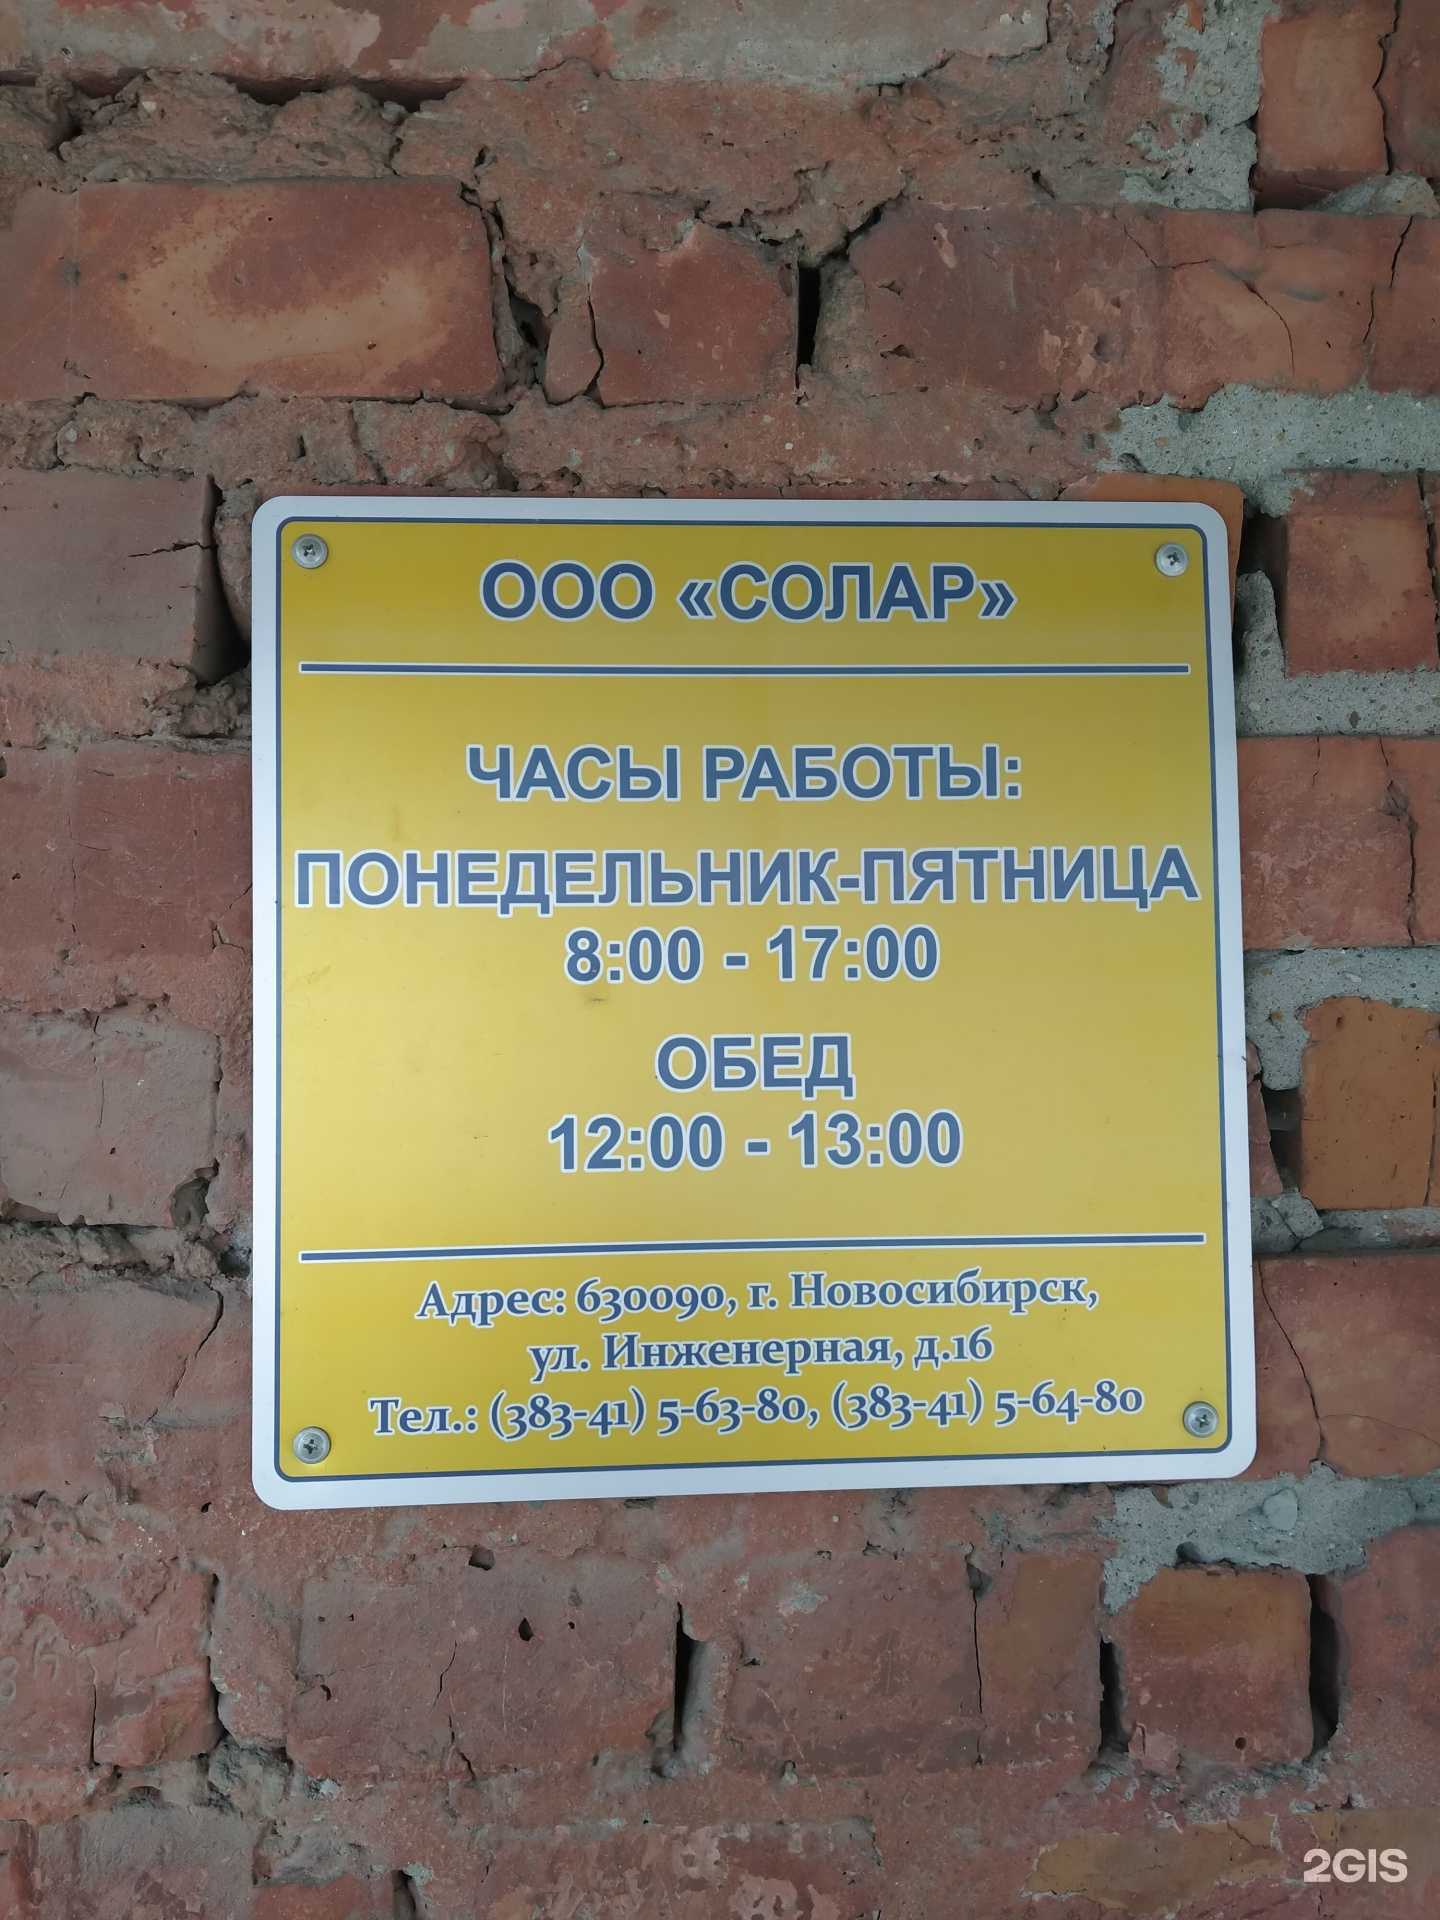 ООО «СОЛАР»
ЧАСЫ РАБОТЫ:
ПОНЕДЕЛЬНИК-ПЯТНИЦА
8:00 - 17:00
ОБЕД
12:00 - 13:00
Адрес: 630090, г. Новосибирск,
ул. Инженерная, д.16
Тел.: (383-41) 5-63-80, (383-41) 5-64-80
2GIS